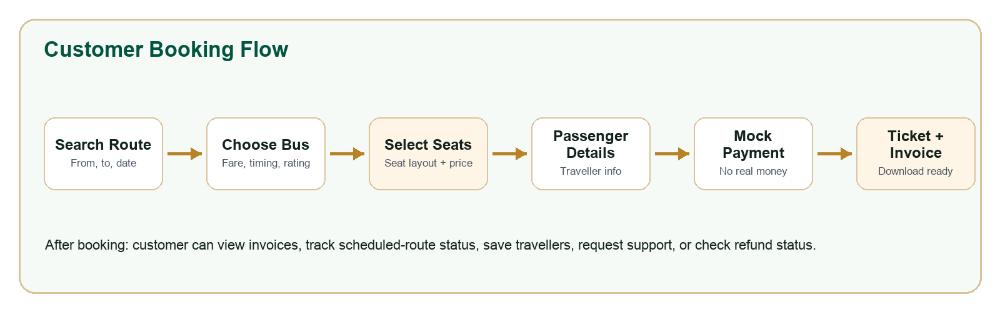 Customer Booking Flow
Search Route
From, to, date
Choose Bus
Fare, timing, rating
Select Seats
Seat layout + price
Passenger
Details
Traveller info
Mock
Payment
No real money
Ticket +
Invoice
Download ready
After booking: customer can view invoices, track scheduled-route status, save travellers, request support, or check refund status.